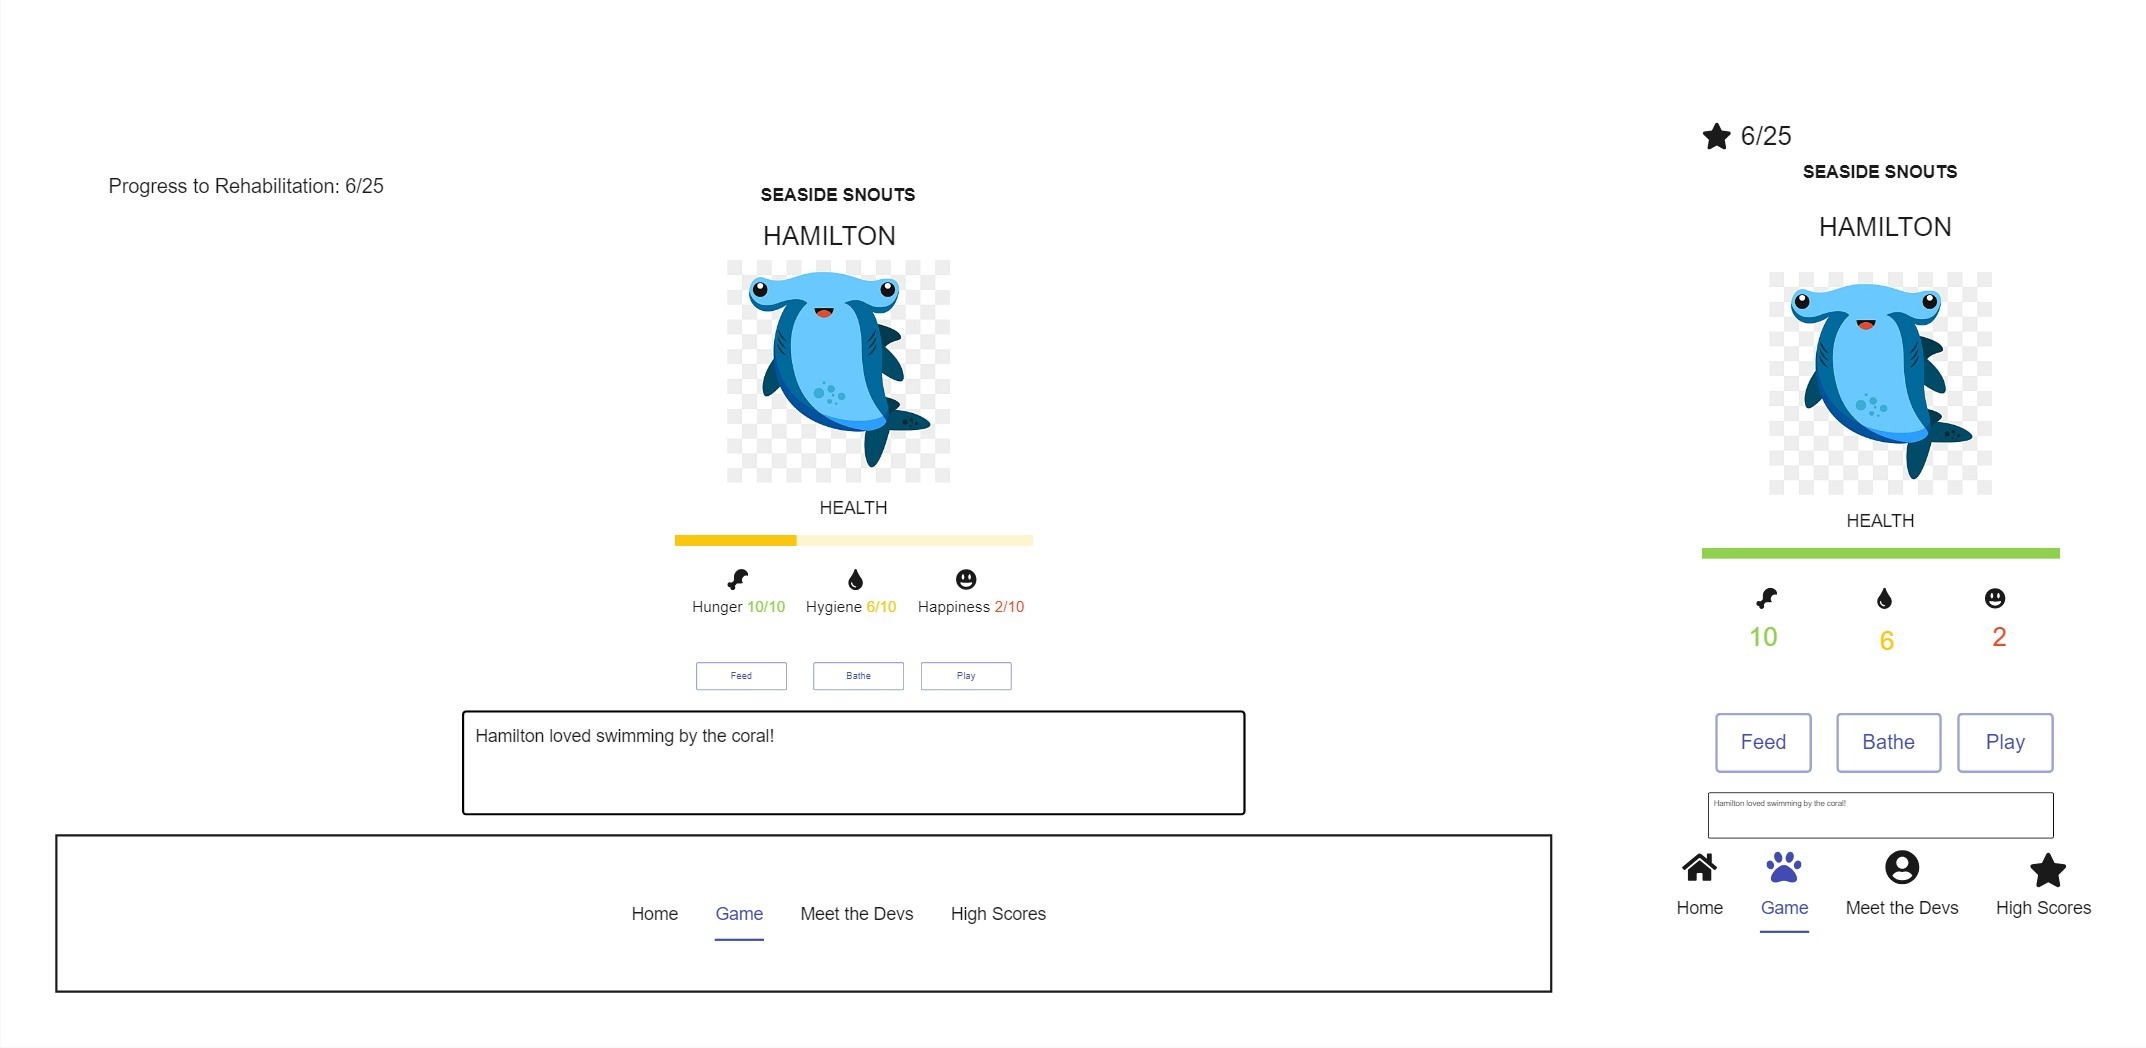 Progress to Rehabilitation: 6/25
SEASIDE SNOUTS
HAMILTON
HEALTH
Hunger 10/10 Hygiene 6/10 Happiness 2/10
Feed Bathe Play
Hamilton loved swimming by the coral!
Home Game Meet the Devs High Scores
6/25
SEASIDE SNOUTS
HAMILTON
HEALTH
10 6 2
Feed Bathe Play
Hamilton loved swimming by the coral!
Home Game Meet the Devs High Scores